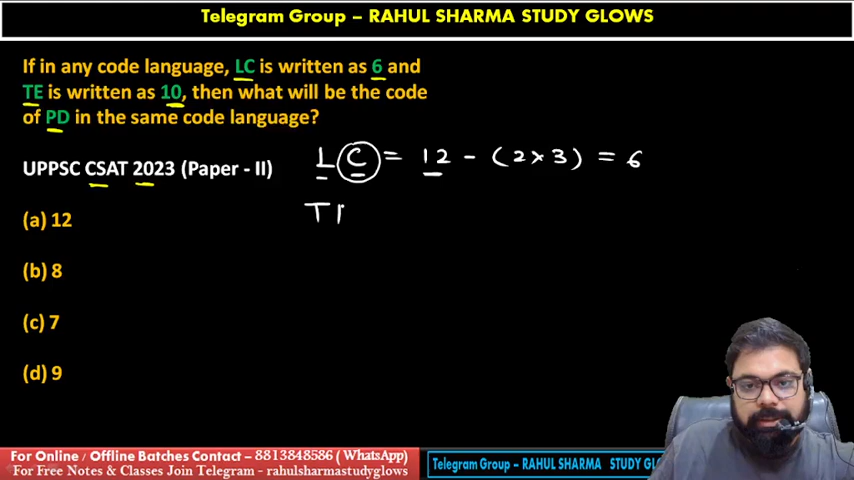 Telegram Group – RAHUL SHARMA STUDY GLOWS
If in any code language, LC is written as 6 and
TE is written as 10, then what will be the code
of PD in the same code language?
UPPSC CSAT 2023 (Paper - II)
L C = 12 - (2×3) = 6
T
(a) 12
(b) 8
(c) 7
(d) 9
For Online / Offline Batches Contact – 8813848586 ( WhatsApp)
For Free Notes & Classes Join Telegram - rahulsharmastudyglows
Telegram Group – RAHUL SHARMA STUDY GL